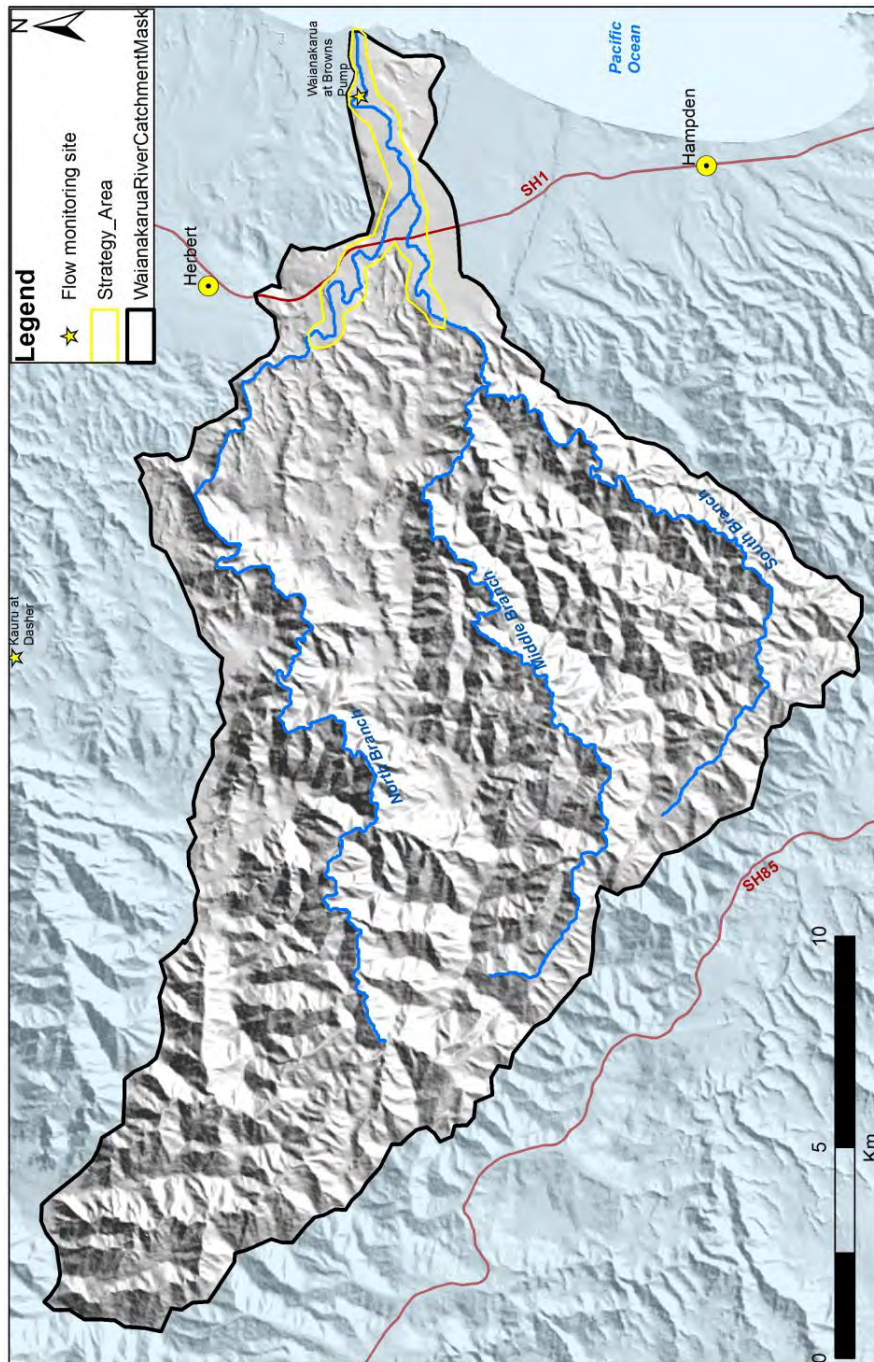 Legend
Flow monitoring site
Strategy_Area
WaianakaruaRiverCatchmentMask
N
Kauru at
Dasher
Herbert
Waianakarua
at Browns
Pump
Pacific
Ocean
SH1
Hampden
North Branch
Middle Branch
South Branch
SH85
0
5
10
Km